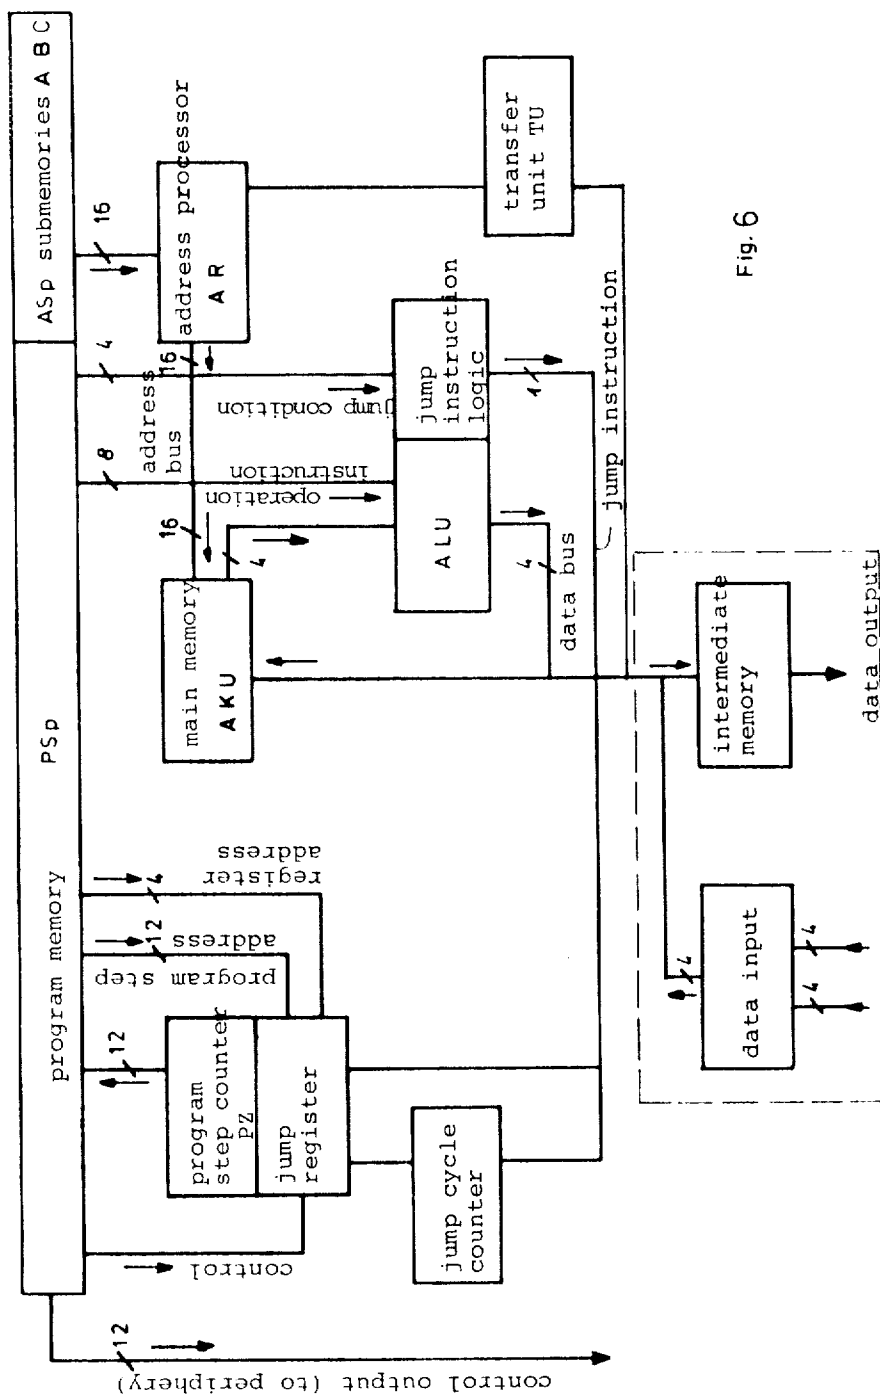 control output (to periphery)
12
program memory
PSp
ASp submemories A B C
control
12
program step
address
12
register
address
4
program
step counter
PZ
jump
register
jump cycle
counter
main memory
AKU
16
4
operation
instruction
8
address
bus
16
jump condition
4
16
address processor
AR
ALU
jump
instruction
logic
4
data bus
1
jump instruction
transfer
unit TU
data input
4
4
4
intermediate
memory
data output
Fig. 6